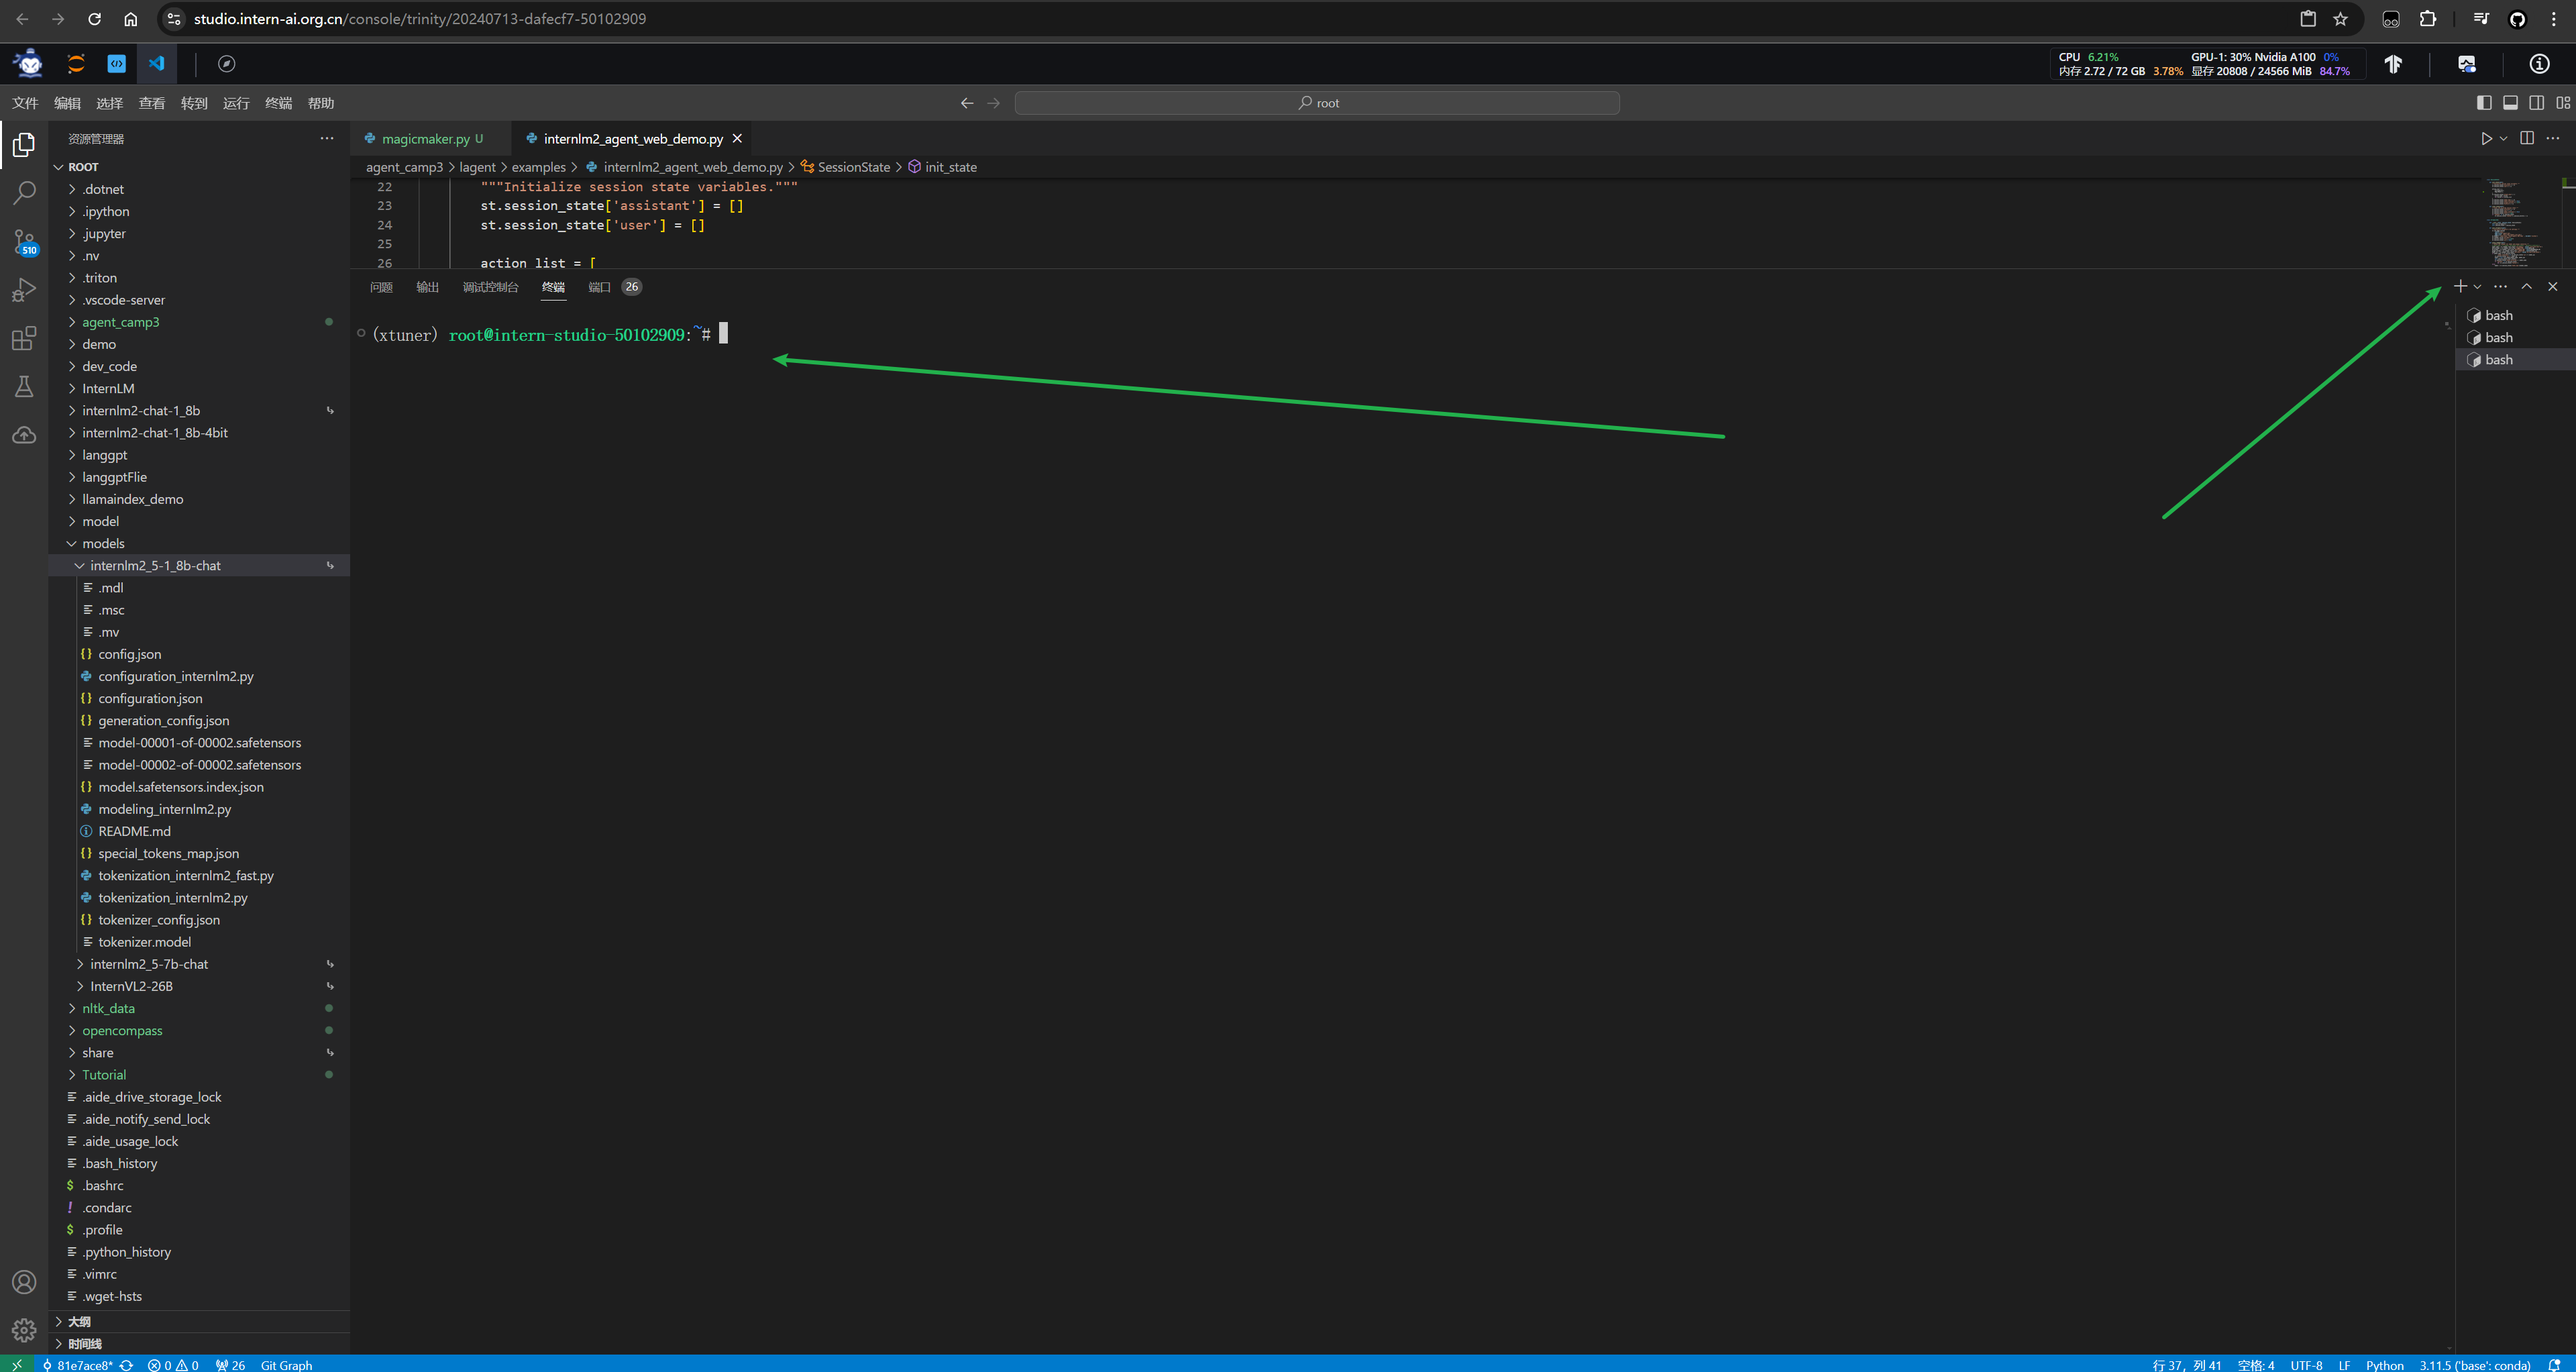 studio.intern-ai.org.cn/console/trinity/20240713-dafecf7-50102909
CPU 6.21% GPU-1: 30% Nvidia A100 0%
内存 2.72 / 72 GB 3.78% 显存 20808 / 24566 MiB 84.7%
文件 编辑 选择 查看 转到 运行 终端 帮助
root
资源管理器
ROOT
.dotnet
.ipython
.jupyter
.nv
.triton
.vscode-server
agent_camp3
demo
dev_code
InternLM
internlm2-chat-1_8b
internlm2-chat-1_8b-4bit
langgpt
langgptFlie
llamaindex_demo
model
models
internlm2_5-1_8b-chat
.mdl
.msc
.mv
config.json
configuration_internlm2.py
configuration.json
generation_config.json
model-00001-of-00002.safetensors
model-00002-of-00002.safetensors
model.safetensors.index.json
modeling_internlm2.py
README.md
special_tokens_map.json
tokenization_internlm2_fast.py
tokenization_internlm2.py
tokenizer_config.json
tokenizer.model
internlm2_5-7b-chat
InternVL2-26B
nltk_data
opencompass
share
Tutorial
.aide_drive_storage_lock
.aide_notify_send_lock
.aide_usage_lock
.bash_history
.bashrc
.condarc
.profile
.python_history
.vimrc
.wget-hsts
大纲
时间线
510
magicmaker.py U
internlm2_agent_web_demo.py
agent_camp3 > lagent > examples > internlm2_agent_web_demo.py > SessionState > init_state
22 """Initialize session state variables."""
23 st.session_state['assistant'] = []
24 st.session_state['user'] = []
25
26 action_list = [
问题 输出 调试控制台 终端 端口 26
(xtuner) root@intern-studio-50102909:~#
bash
bash
bash
81e7ace8* 0 0 26 Git Graph
行 37，列 41 空格: 4 UTF-8 LF Python 3.11.5 ('base': conda)